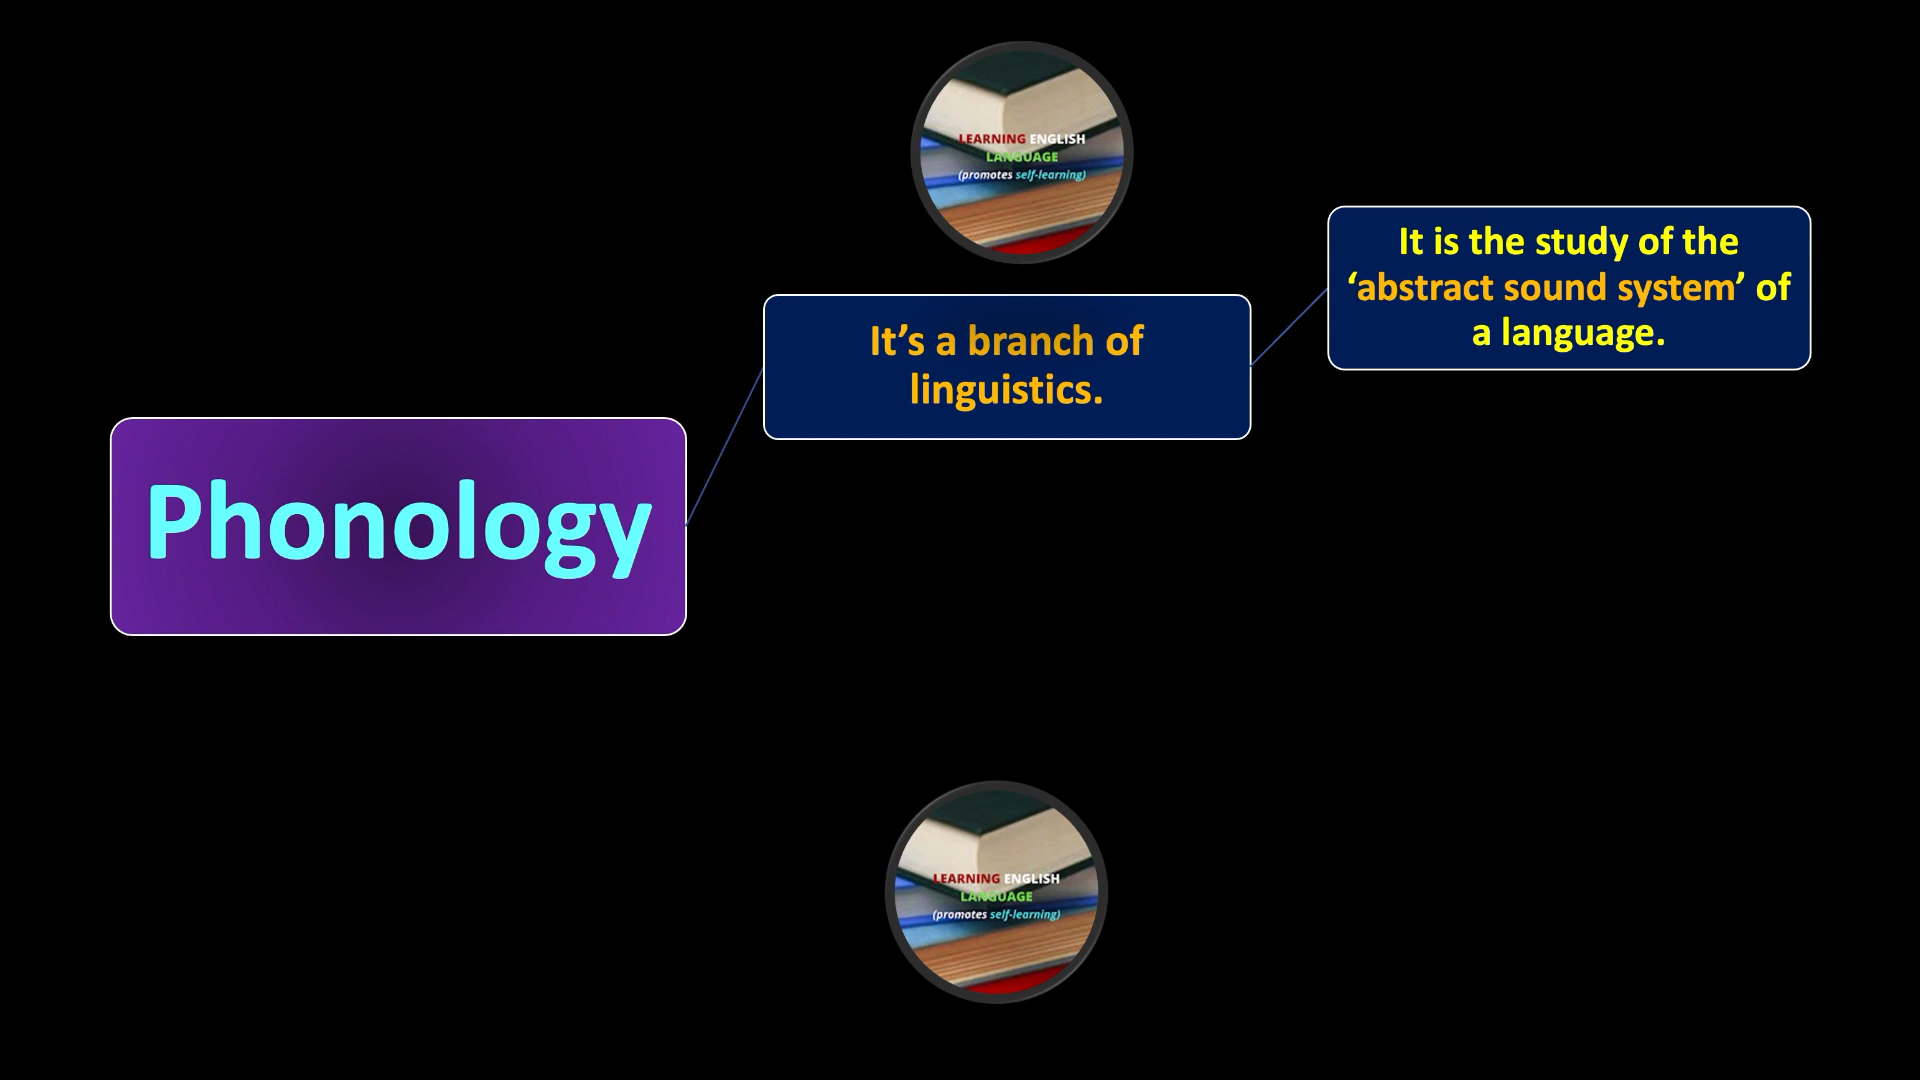 LEARNING ENGLISH
LANGUAGE
(promotes self-learning)
It is the study of the
‘abstract sound system’ of
a language.
It’s a branch of
linguistics.
Phonology
LEARNING ENGLISH
LANGUAGE
(promotes self-learning)